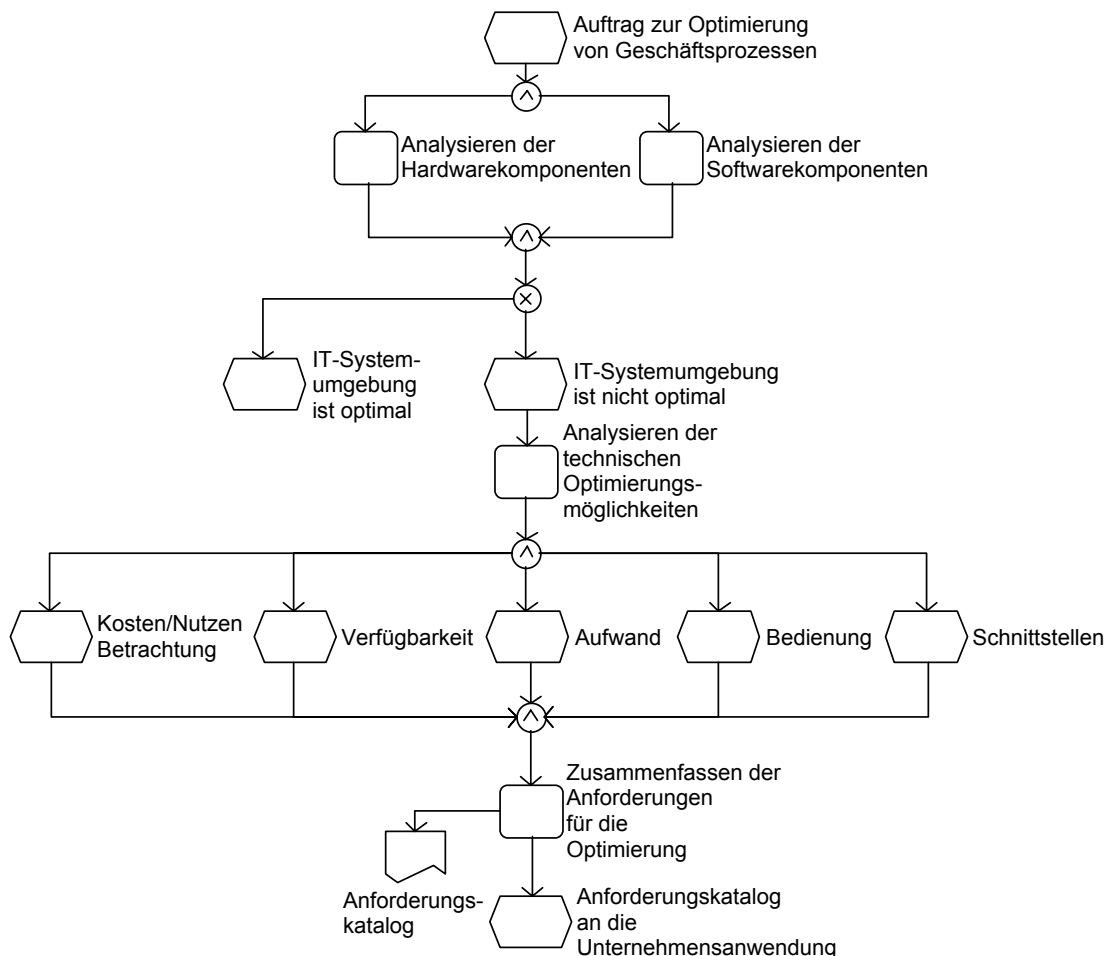 Auftrag zur Optimierung
von Geschäftsprozessen
Analysieren der
Hardwarekomponenten
Analysieren der
Softwarekomponenten
IT-System-
umgebung
ist optimal
IT-Systemumgebung
ist nicht optimal
Analysieren der
technischen
Optimierungs-
möglichkeiten
Kosten/Nutzen
Betrachtung
Verfügbarkeit
Aufwand
Bedienung
Schnittstellen
Zusammenfassen der
Anforderungen
für die
Optimierung
Anforderungs-
katalog
Anforderungskatalog
an die
Unternehmensanwendung